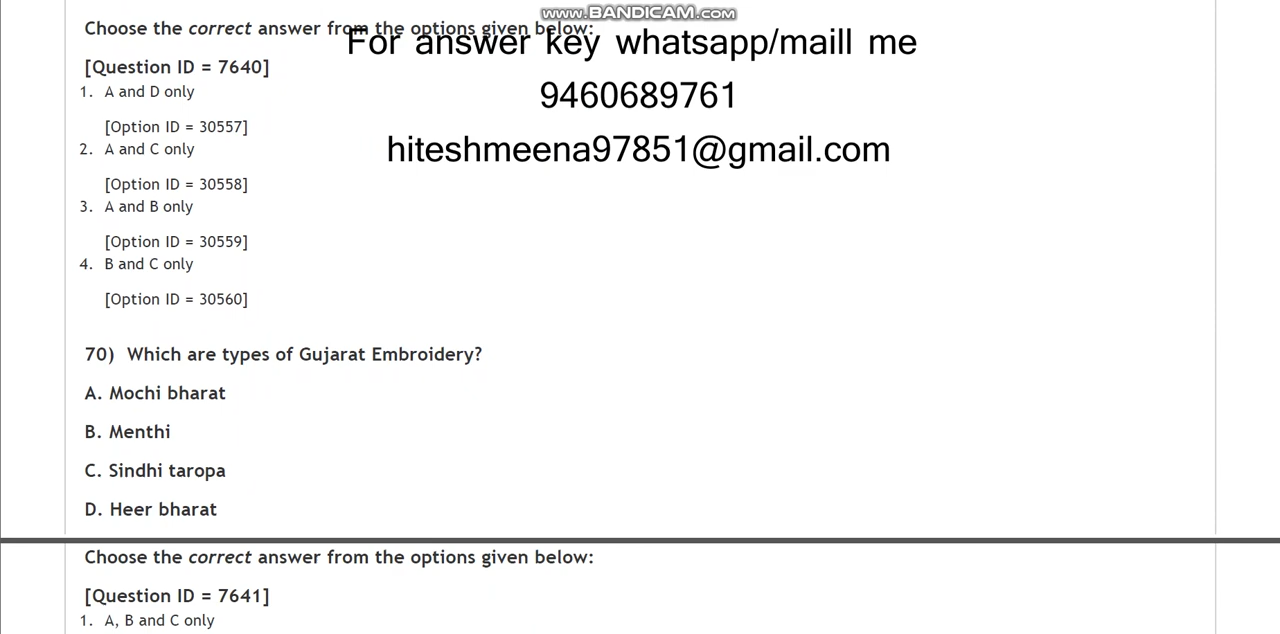 www.BANDICAM.com
Choose the correct answer from the options given below:
For answer key whatsapp/maill me
[Question ID = 7640]
9460689761
1. A and D only
[Option ID = 30557]
hiteshmeena97851@gmail.com
2. A and C only
[Option ID = 30558]
3. A and B only
[Option ID = 30559]
4. B and C only
[Option ID = 30560]
70) Which are types of Gujarat Embroidery?
A. Mochi bharat
B. Menthi
C. Sindhi taropa
D. Heer bharat
Choose the correct answer from the options given below:
[Question ID = 7641]
1. A, B and C only